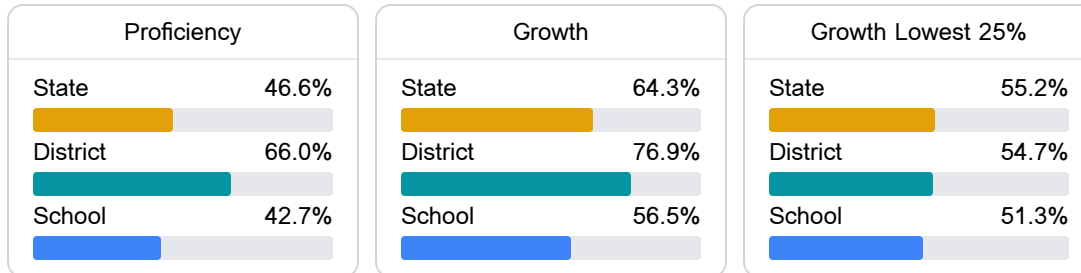 Proficiency
State 46.6%
District 66.0%
School 42.7%
Growth
State 64.3%
District 76.9%
School 56.5%
Growth Lowest 25%
State 55.2%
District 54.7%
School 51.3%